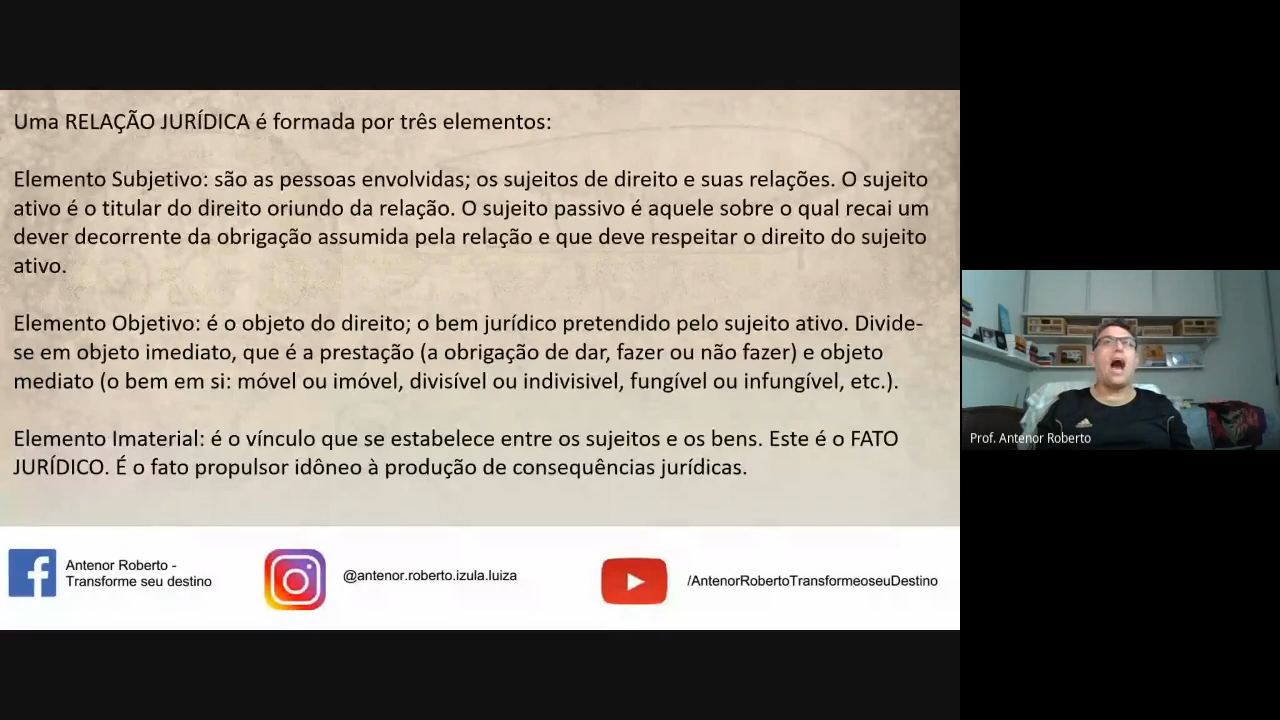 Uma RELAÇÃO JURÍDICA é formada por três elementos:
Elemento Subjetivo: são as pessoas envolvidas; os sujeitos de direito e suas relações. O sujeito
ativo é o titular do direito oriundo da relação. O sujeito passivo é aquele sobre o qual recai um
dever decorrente da obrigação assumida pela relação e que deve respeitar o direito do sujeito
ativo.
Elemento Objetivo: é o objeto do direito; o bem jurídico pretendido pelo sujeito ativo. Divide-
se em objeto imediato, que é a prestação (a obrigação de dar, fazer ou não fazer) e objeto
mediato (o bem em si: móvel ou imóvel, divisível ou indivisivel, fungível ou infungível, etc.).
Elemento Imaterial: é o vínculo que se estabelece entre os sujeitos e os bens. Este é o FATO
JURÍDICO. É o fato propulsor idôneo à produção de consequências jurídicas.
Antenor Roberto -
Transforme seu destino
@antenor.roberto.izula.luiza
/AntenorRobertoTransformeoseuDestino
Prof. Antenor Roberto